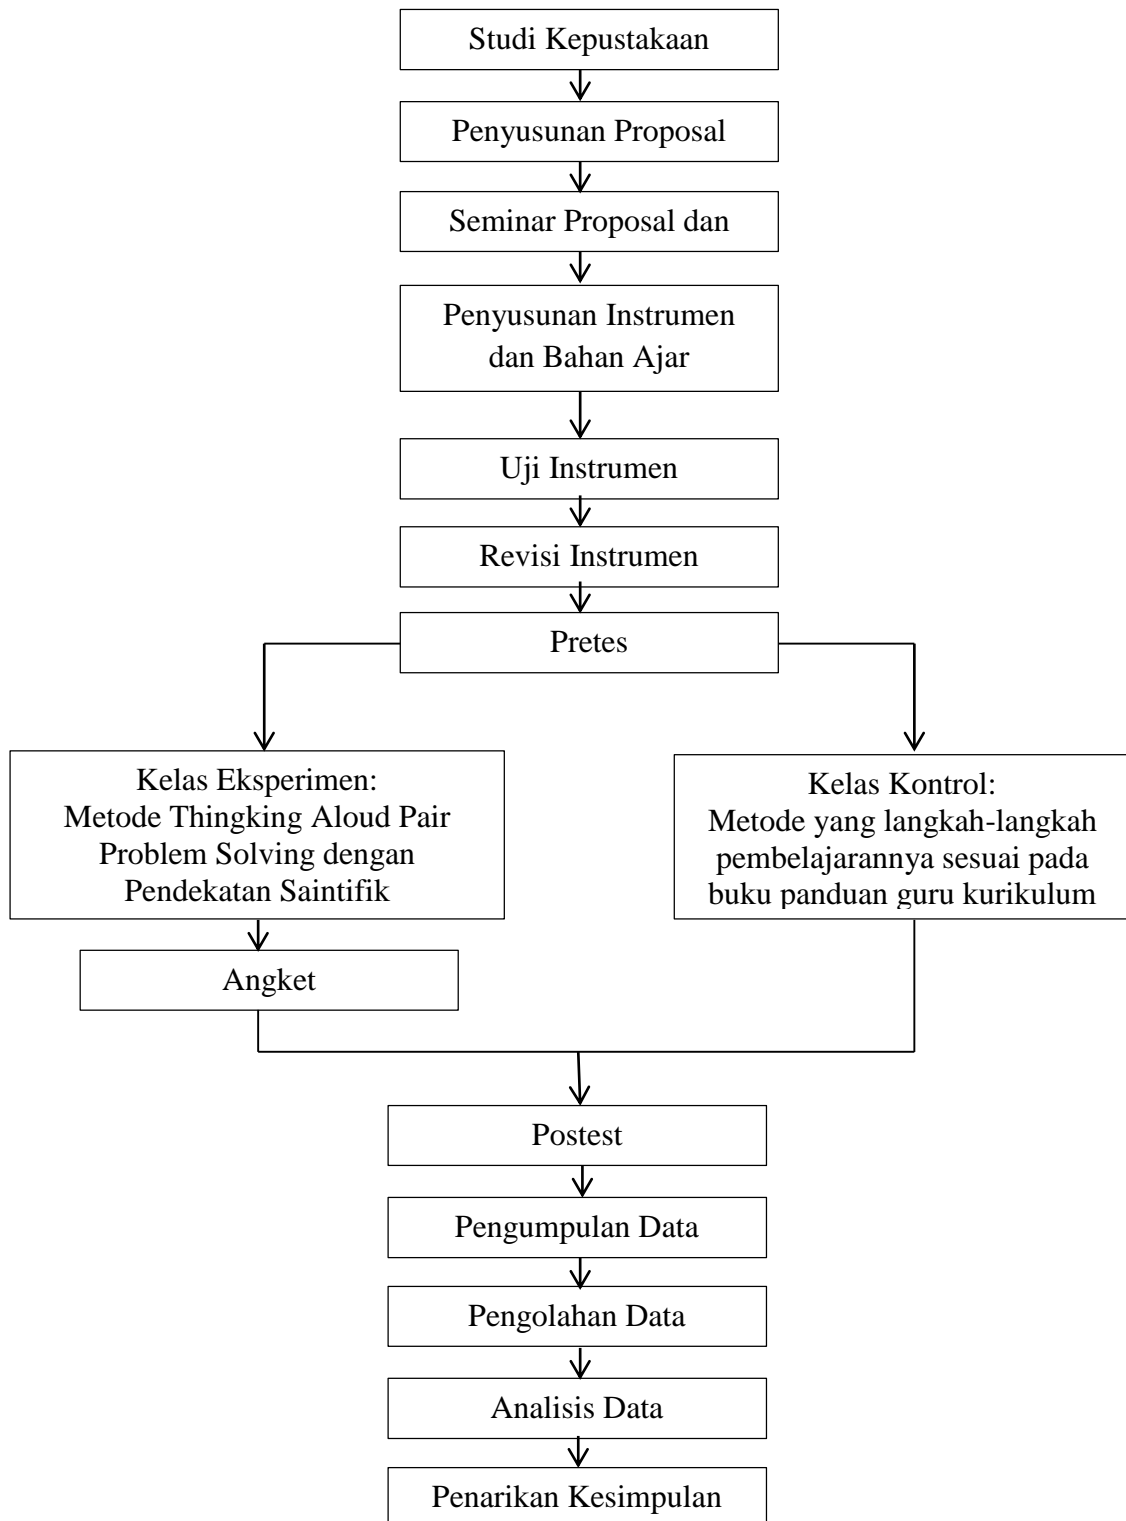 Studi Kepustakaan
Penyusunan Proposal
Seminar Proposal dan
Penyusunan Instrumen
dan Bahan Ajar
Uji Instrumen
Revisi Instrumen
Pretes
Kelas Eksperimen:
Metode Thingking Aloud Pair
Problem Solving dengan
Pendekatan Saintifik
Kelas Kontrol:
Metode yang langkah-langkah
pembelajarannya sesuai pada
buku panduan guru kurikulum
Angket
Postest
Pengumpulan Data
Pengolahan Data
Analisis Data
Penarikan Kesimpulan